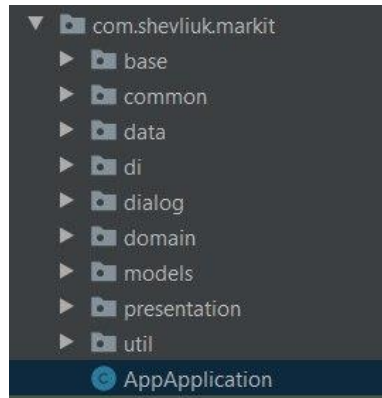 com.shevliuk.markit
base
common
data
di
dialog
domain
models
presentation
util
AppApplication